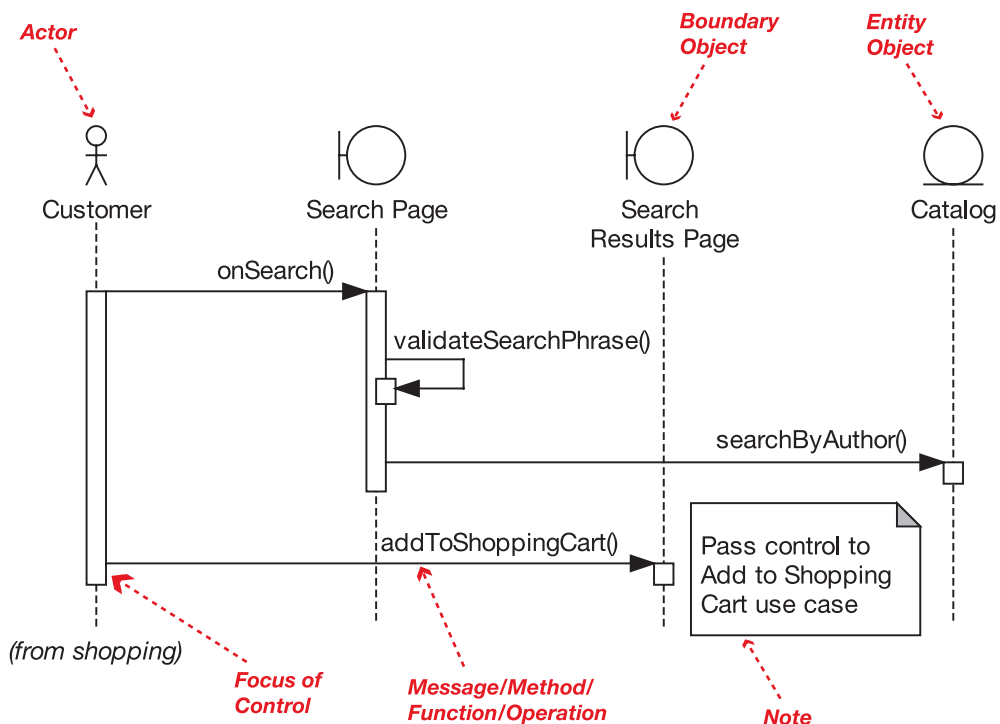 Actor
Boundary
Object
Entity
Object
Customer
Search Page
Search
Results Page
Catalog
onSearch()
validateSearchPhrase()
searchByAuthor()
addToShoppingCart()
Pass control to
Add to Shopping
Cart use case
(from shopping)
Focus of
Control
Message/Method/
Function/Operation
Note